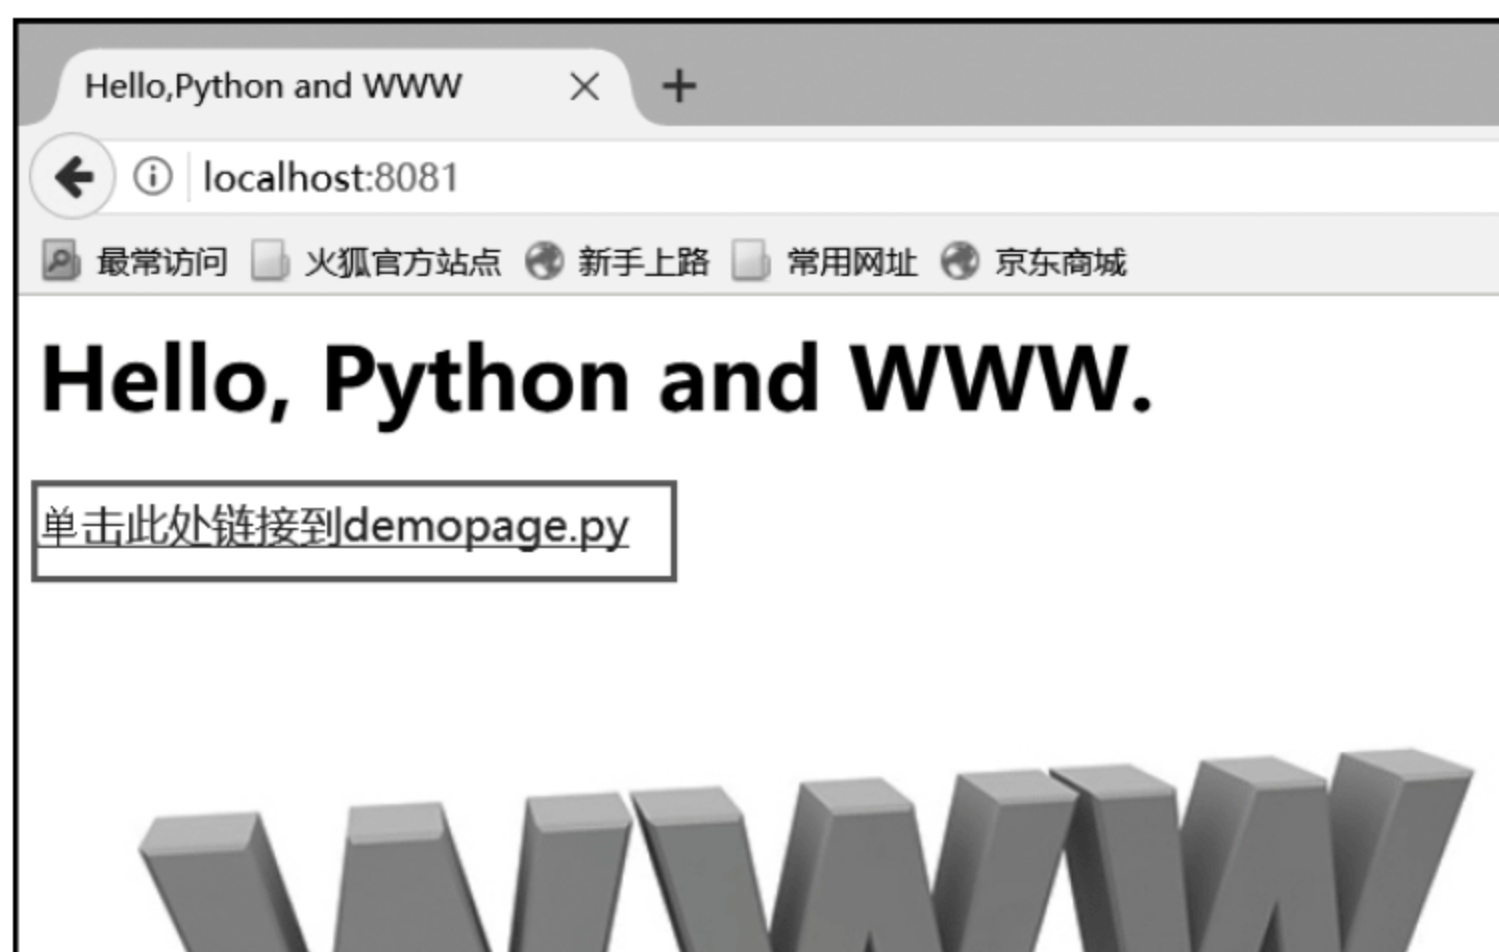 Hello,Python and WWW
localhost:8081
最常访问 火狐官方站点 新手上路 常用网址 京东商城
Hello, Python and WWW.
单击此处链接到demopage.py
WWW